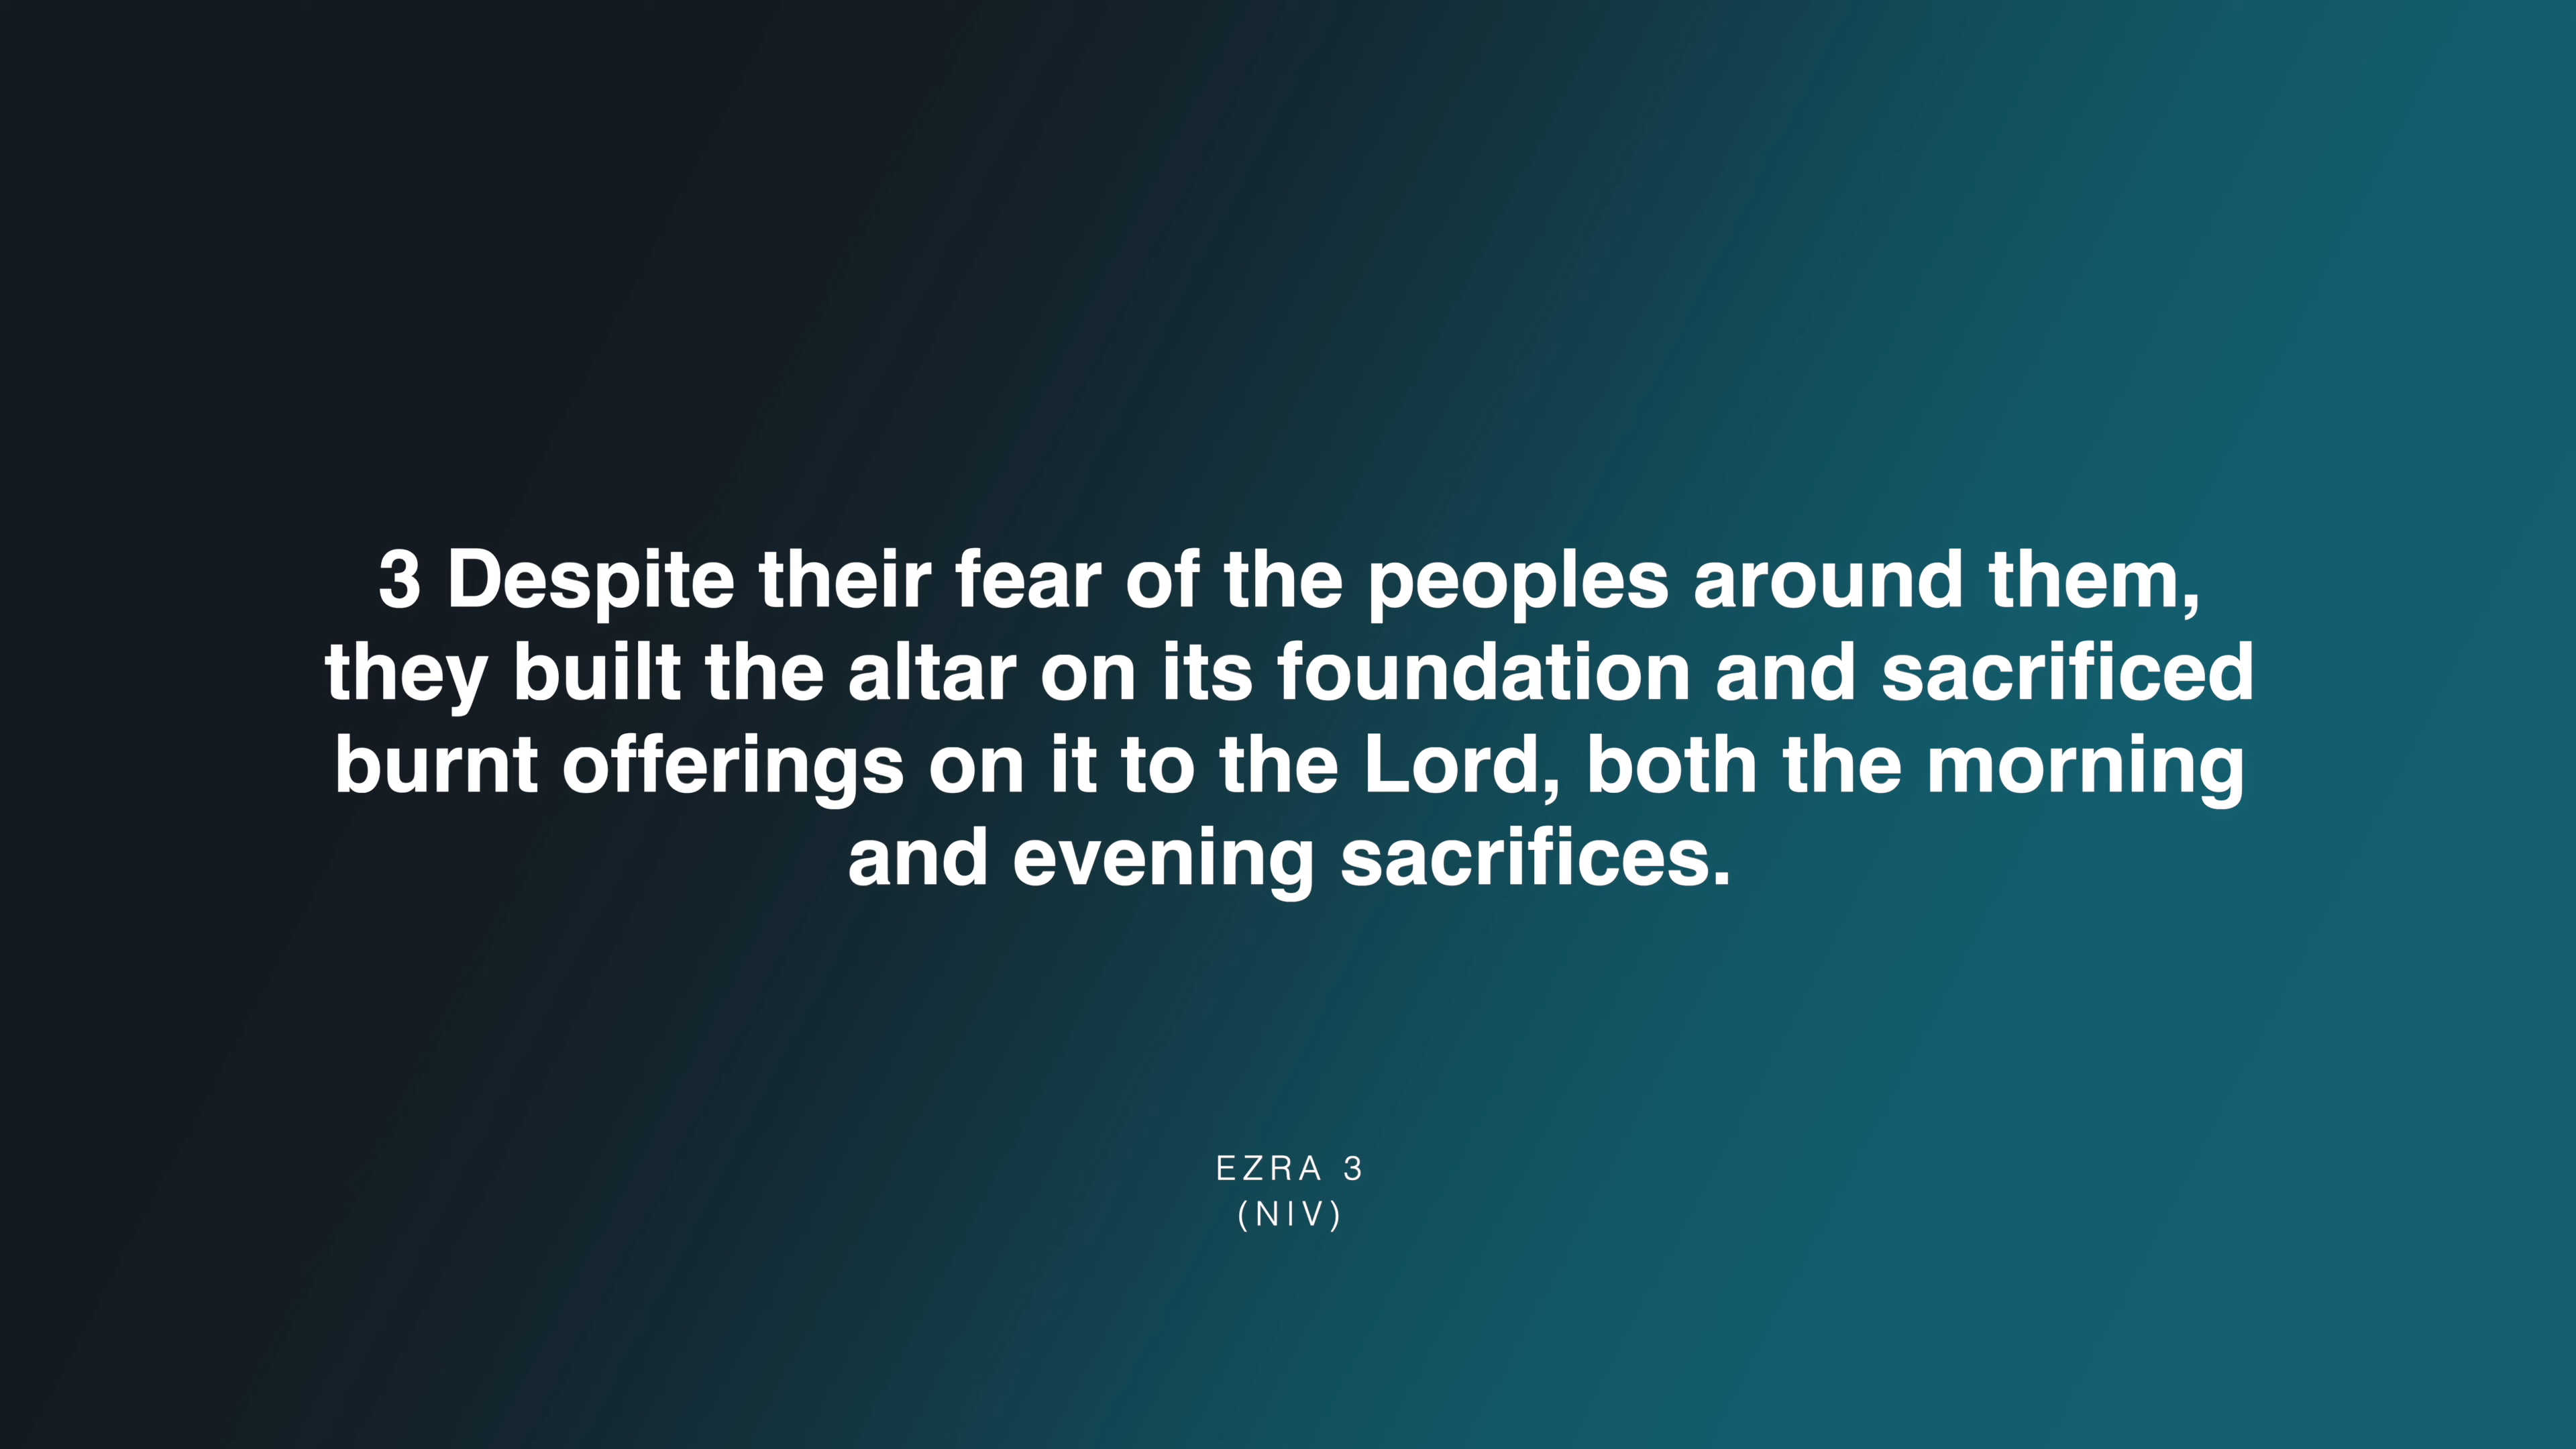 3 Despite their fear of the peoples around them,
they built the altar on its foundation and sacrificed
burnt offerings on it to the Lord, both the morning
and evening sacrifices.
EZRA 3
(NIV)